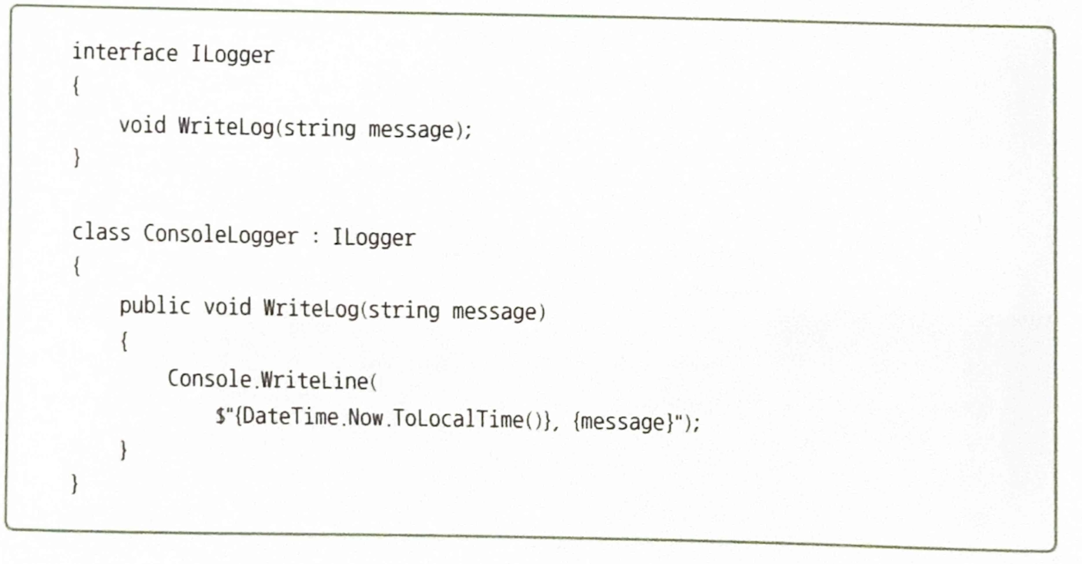 interface ILogger
{
    void WriteLog(string message);
}

class ConsoleLogger : ILogger
{
    public void WriteLog(string message)
    {
        Console.WriteLine(
            $"{DateTime.Now.ToLocalTime()}, {message}");
    }
}